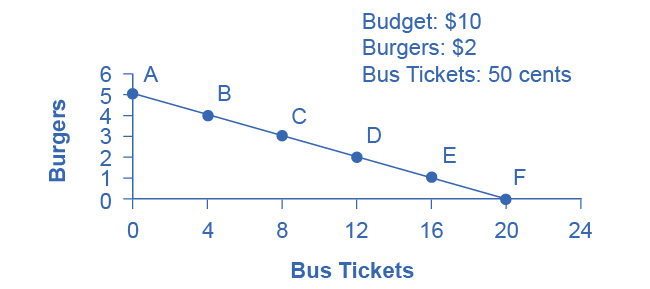 Budget: $10
Burgers: $2
Bus Tickets: 50 cents
6
5
4
3
2
1
0
A
B
C
D
E
F
Burgers
0 4 8 12 16 20 24
Bus Tickets